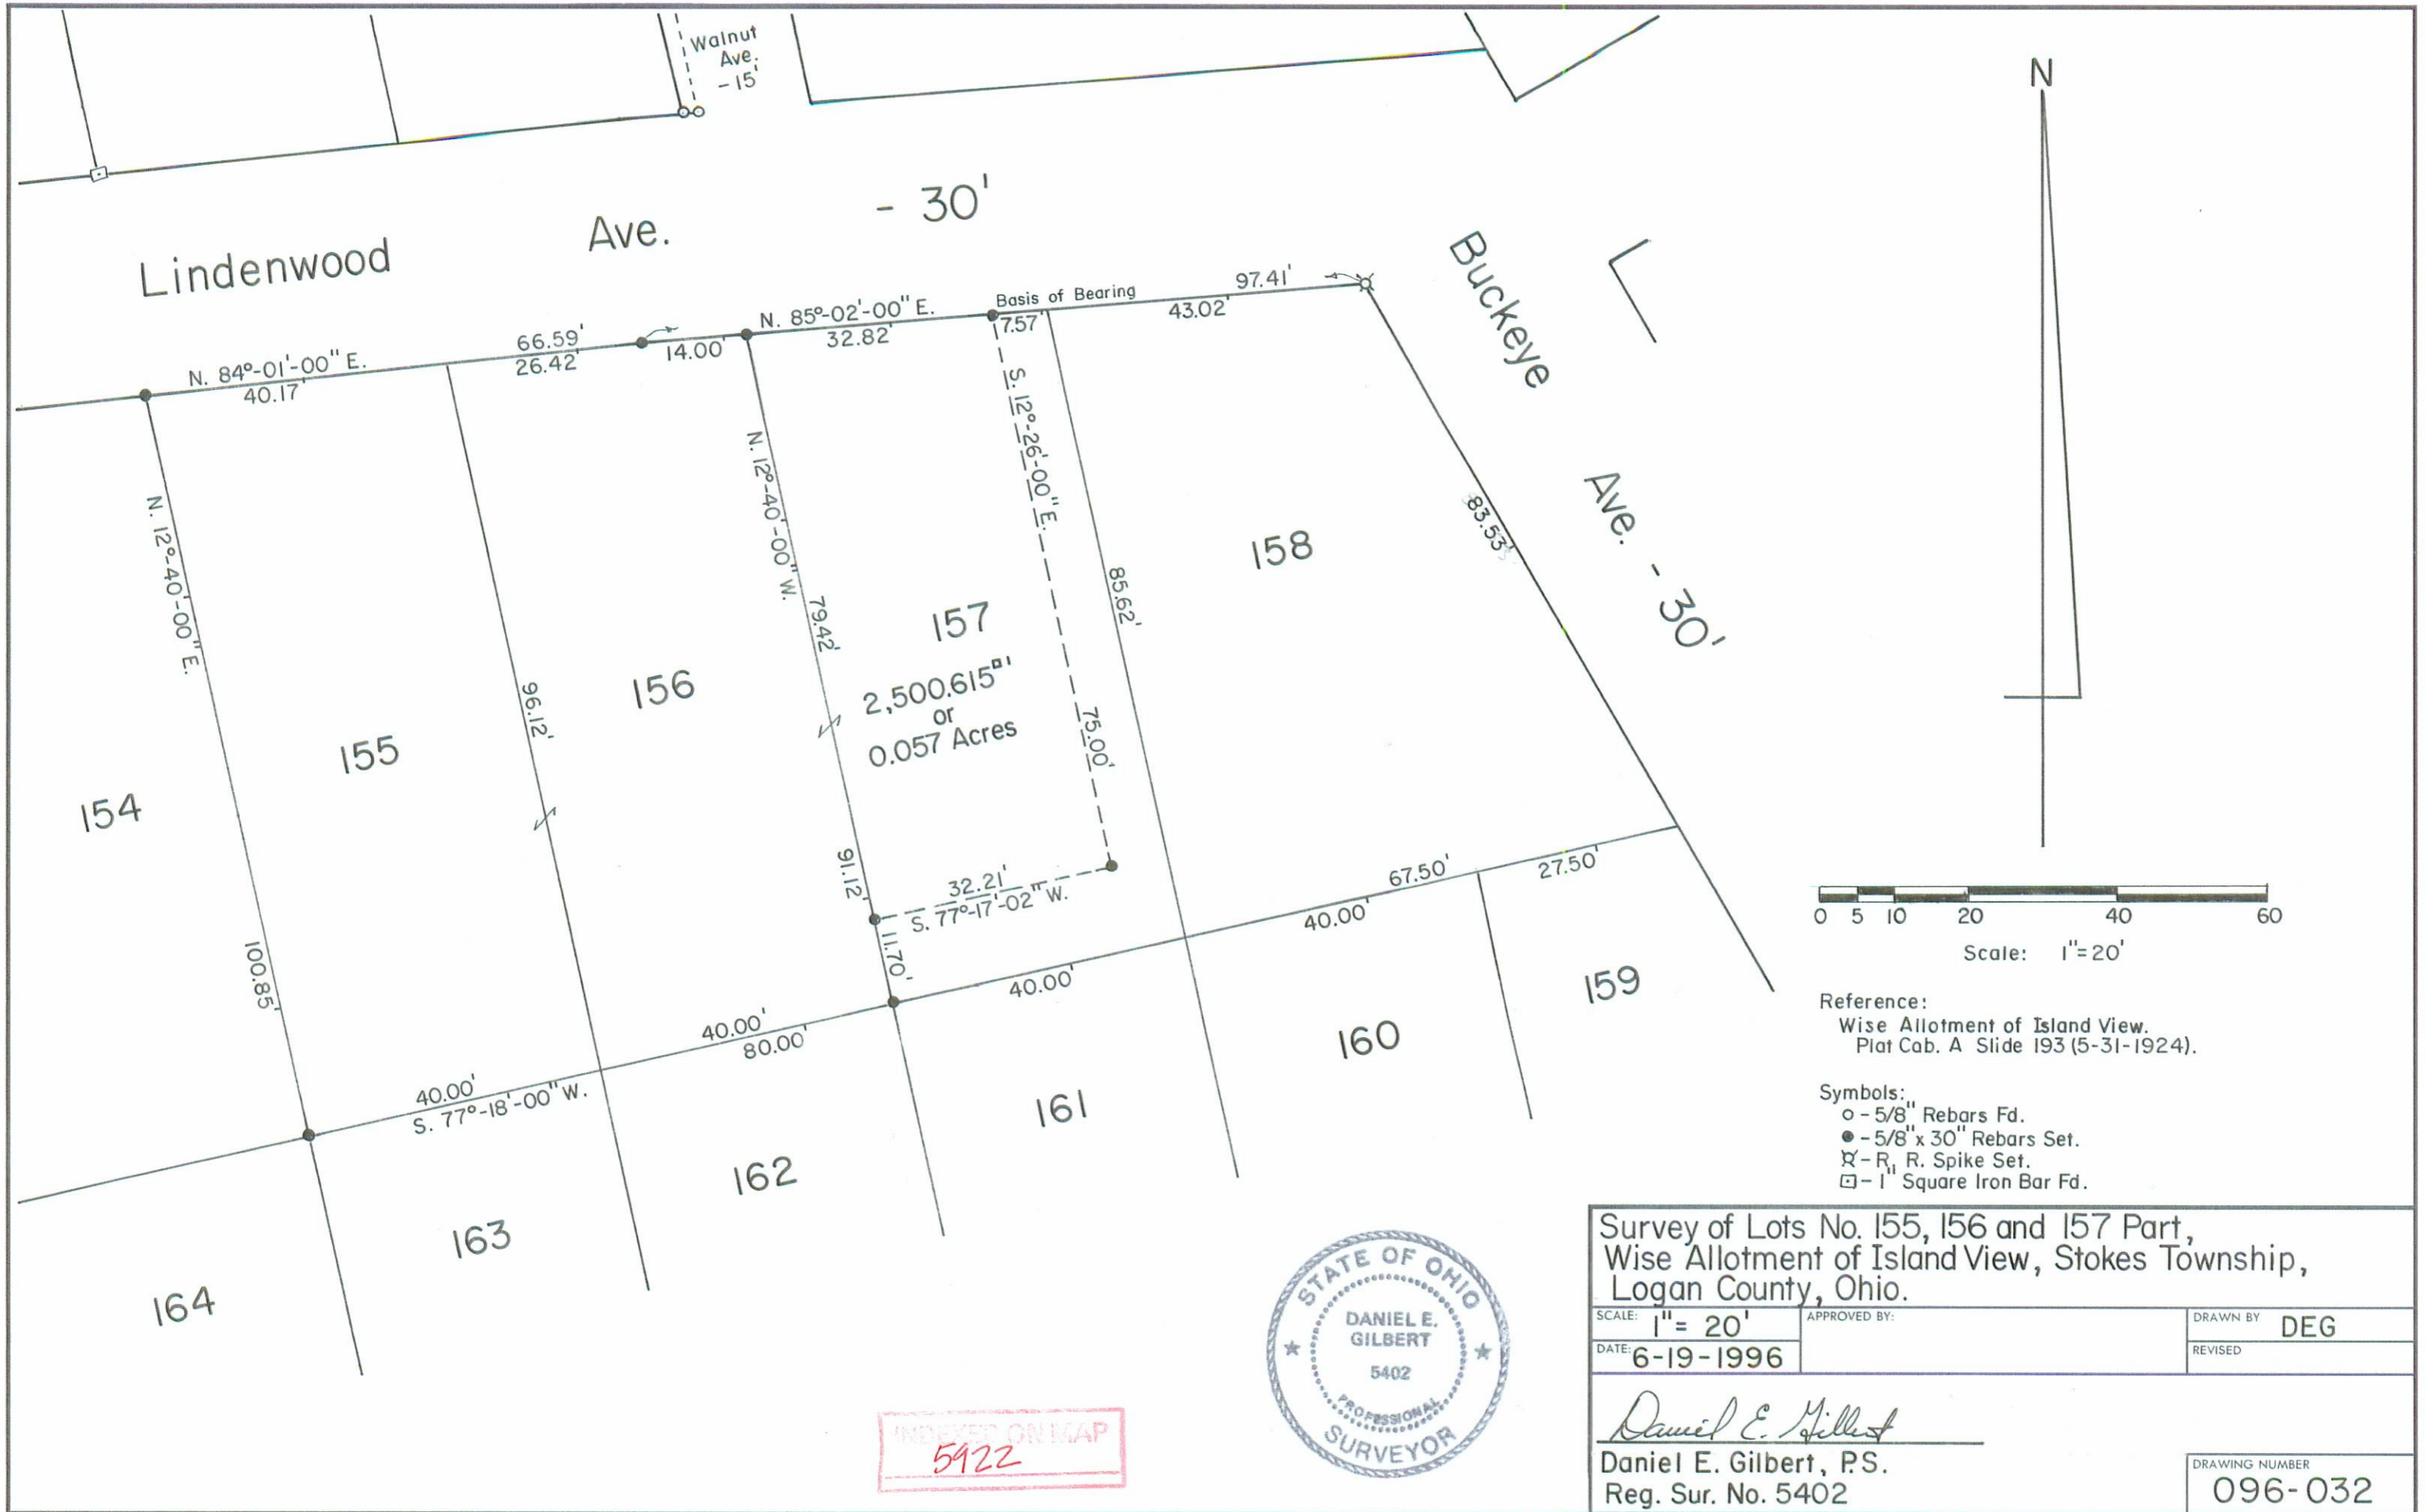 Walnut
Ave.
- 15'
N
Lindenwood Ave. - 30'
Buckeye Ave. - 30'
N. 84°-01'-00" E.
40.17'
66.59'
26.42'
14.00'
N. 85°-02'-00" E.
32.82'
Basis of Bearing
7.57'
97.41'
43.02'
N. 12°-40'-00" E.
100.85'
96.12'
N. 12°-40'-00" W.
79.42'
91.12'
11.70'
S. 12°-26'-00" E.
75.00'
85.62'
83.53'
154
155
156
157
2,500.615□'
or
0.057 Acres
158
32.21'
S. 77°-17'-02" W.
40.00'
S. 77°-18'-00" W.
40.00'
80.00'
40.00'
40.00'
67.50'
27.50'
159
160
161
162
163
164
0 5 10 20 40 60
Scale: 1"=20'
Reference:
Wise Allotment of Island View.
Plat Cab. A Slide 193 (5-31-1924).
Symbols:
o - 5/8" Rebars Fd.
● - 5/8" x 30" Rebars Set.
¤ - R. R. Spike Set.
⊡ - 1" Square Iron Bar Fd.
STATE OF OHIO
DANIEL E.
GILBERT
5402
PROFESSIONAL
SURVEYOR
INDEXED ON MAP
5922
Survey of Lots No. 155, 156 and 157 Part,
Wise Allotment of Island View, Stokes Township,
Logan County, Ohio.
SCALE: 1"= 20' APPROVED BY: DRAWN BY DEG
DATE: 6-19-1996 REVISED
Daniel E. Gilbert
Daniel E. Gilbert, P.S.
Reg. Sur. No. 5402
DRAWING NUMBER
096-032